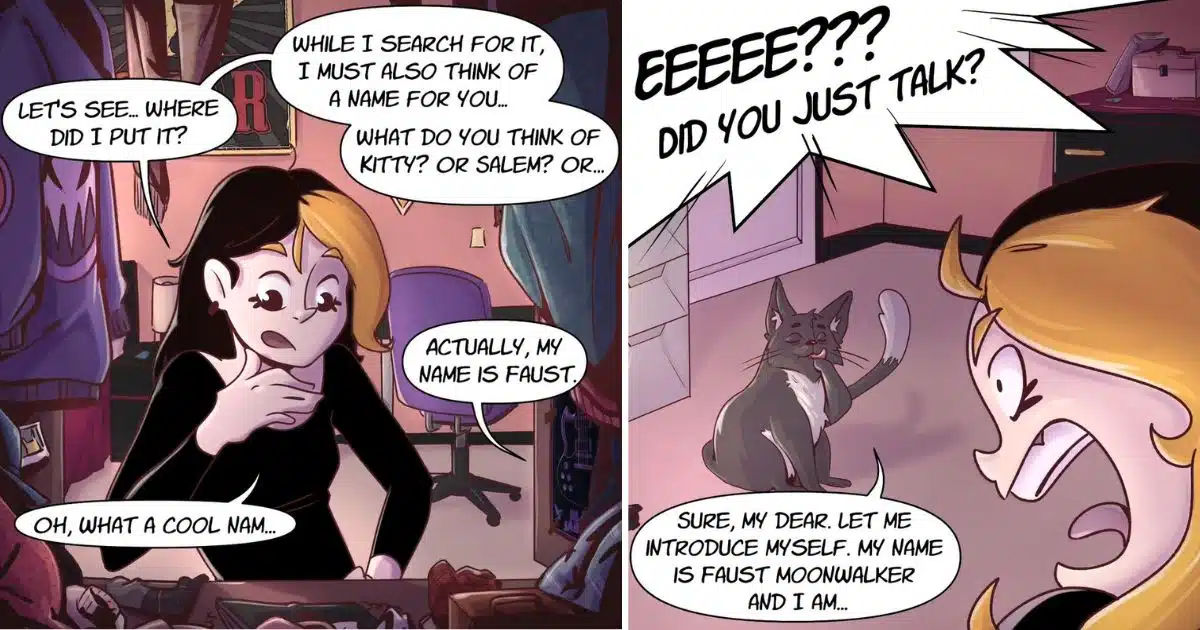 LET'S SEE... WHERE
DID I PUT IT?
WHILE I SEARCH FOR IT,
I MUST ALSO THINK OF
A NAME FOR YOU...
WHAT DO YOU THINK OF
KITTY? OR SALEM? OR...
R
ACTUALLY, MY
NAME IS FAUST.
OH, WHAT A COOL NAM...
EEEEE???
DID YOU JUST TALK?
SURE, MY DEAR. LET ME
INTRODUCE MYSELF. MY NAME
IS FAUST MOONWALKER
AND I AM...